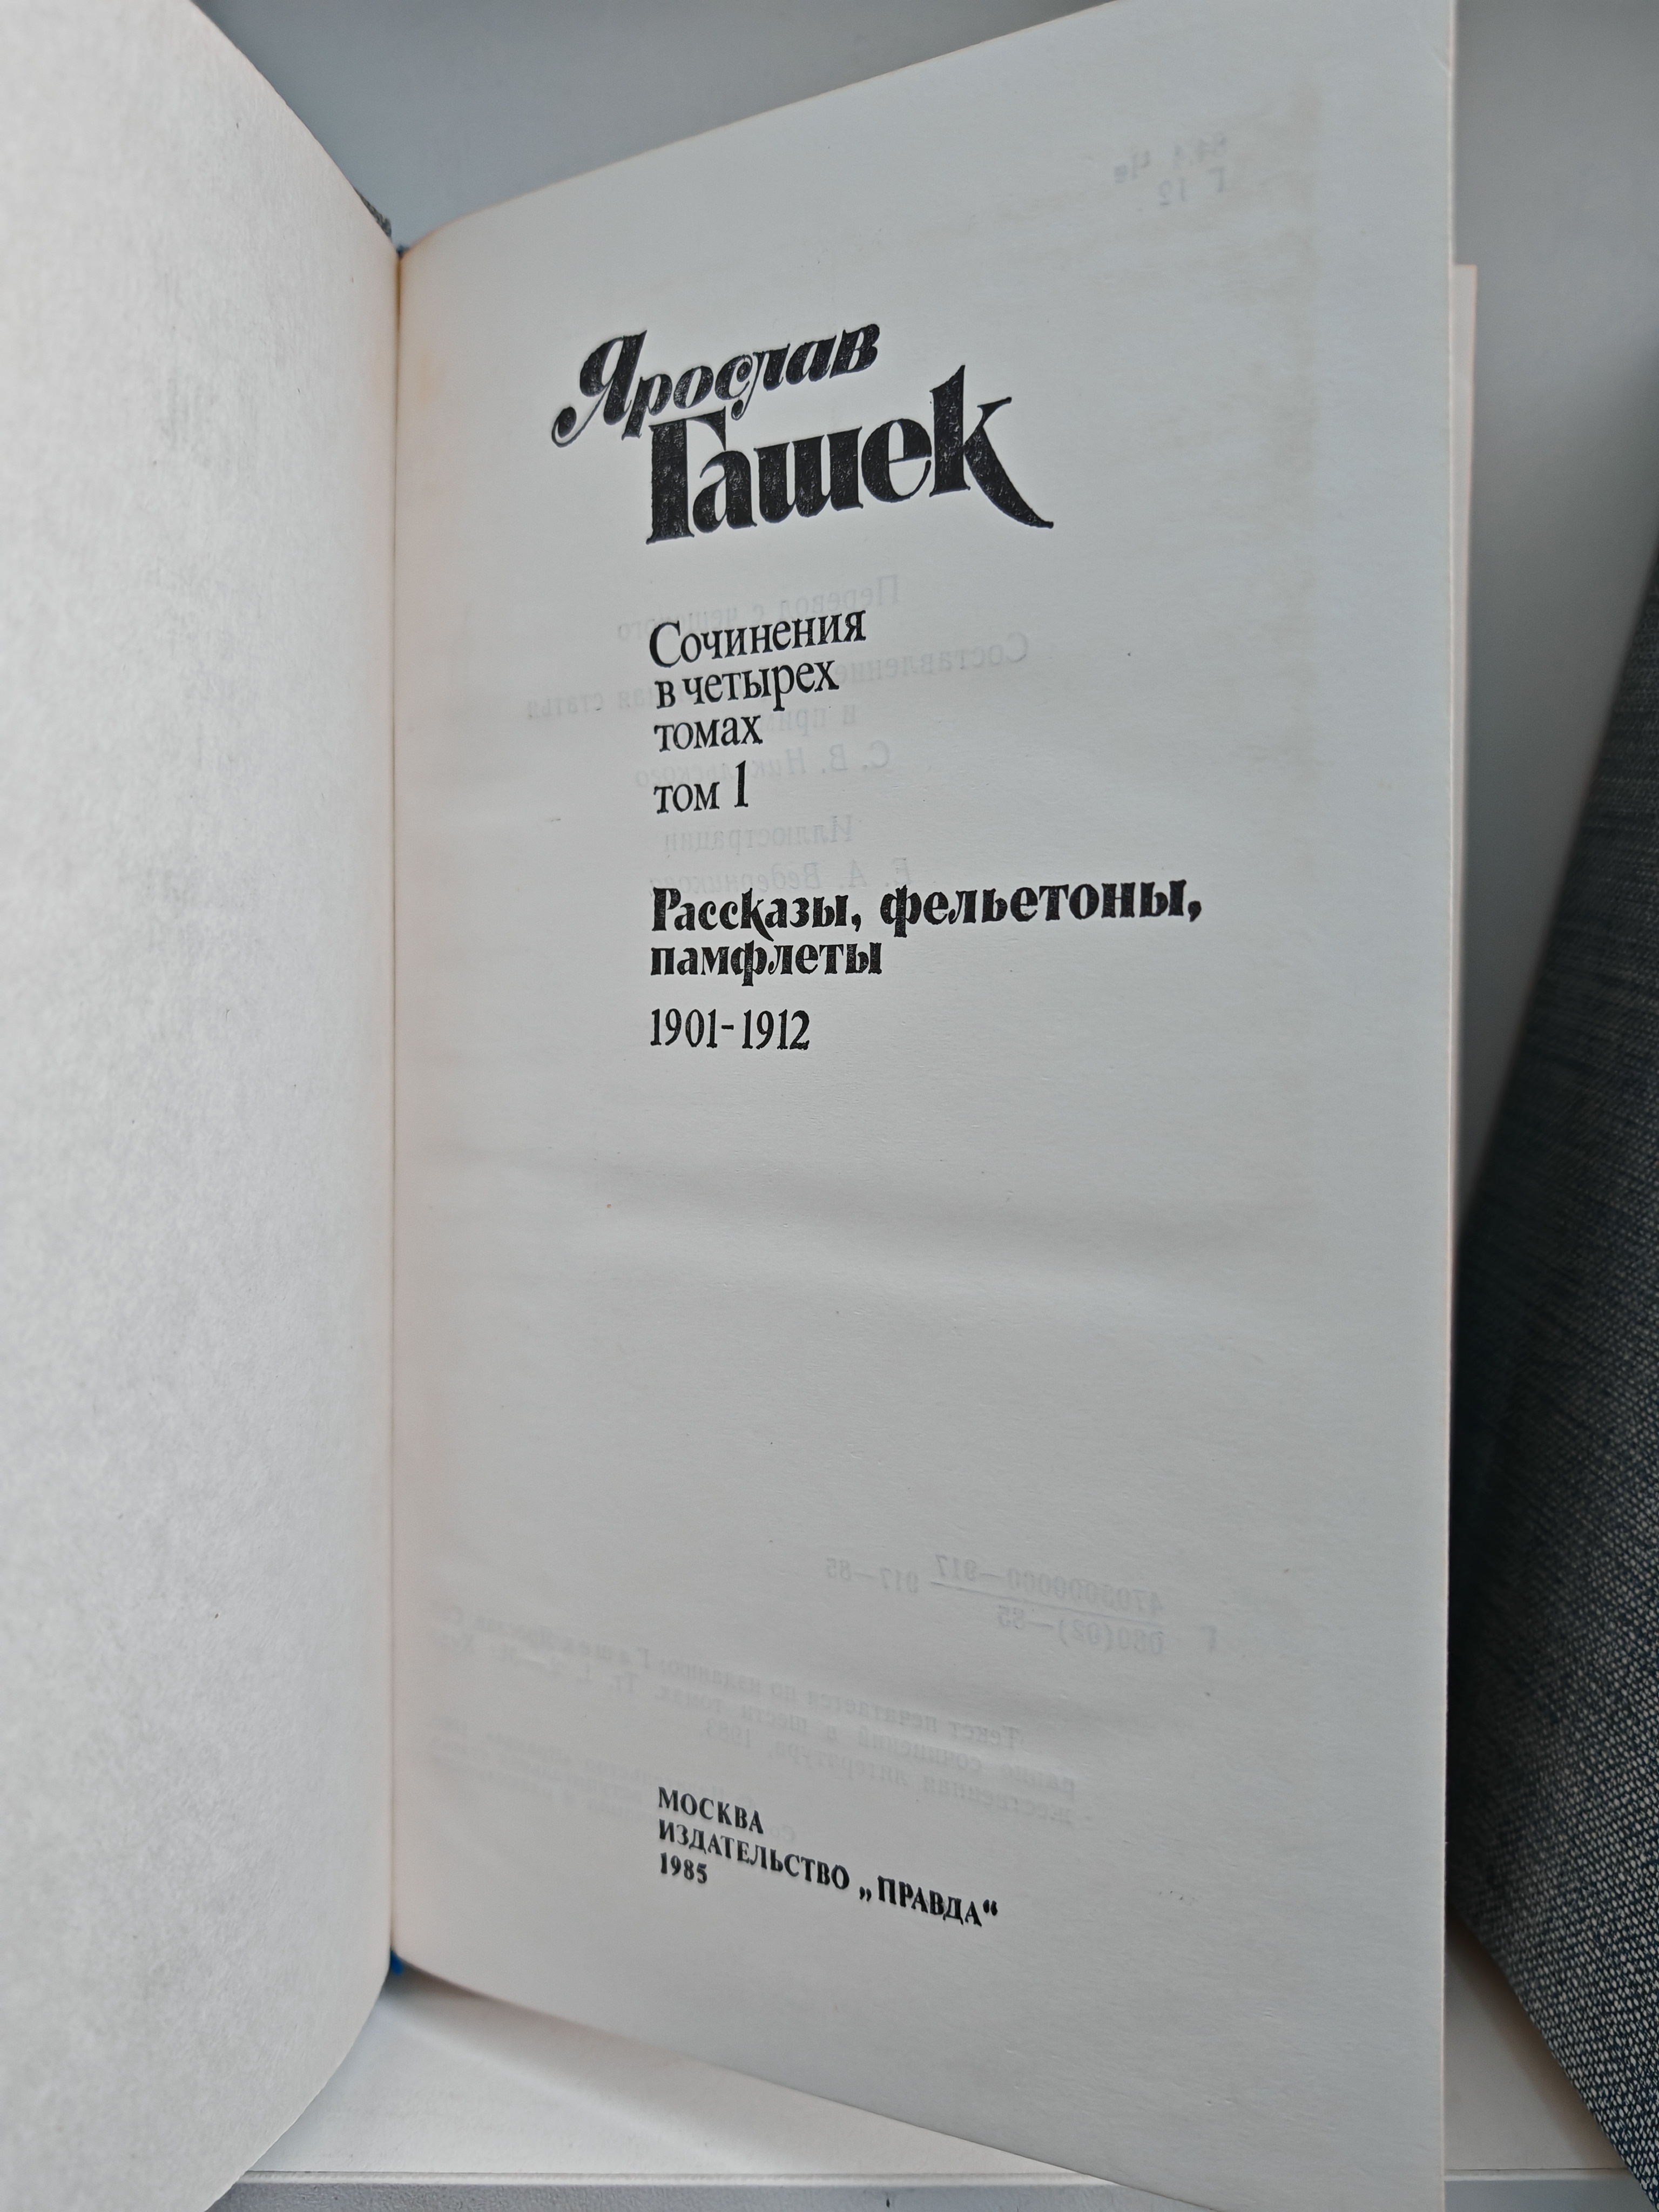 Ярослав
Гашек
Сочинения
в четырех
томах
том 1
Рассказы, фельетоны,
памфлеты
1901-1912
МОСКВА
ИЗДАТЕЛЬСТВО „ПРАВДА“
1985